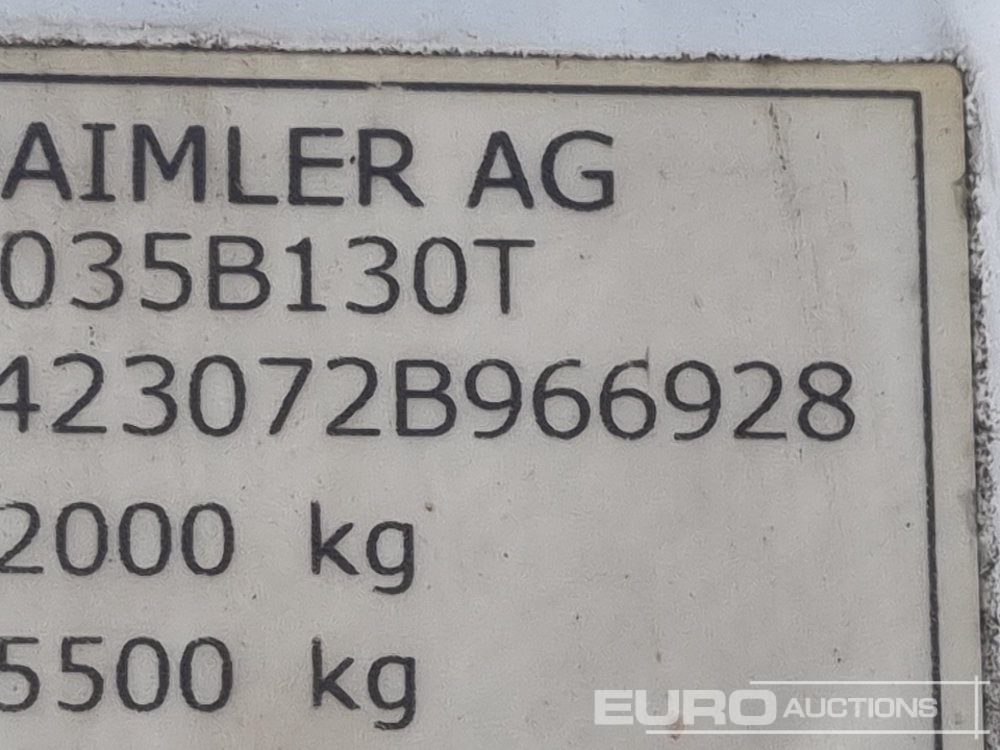 AIMLER AG
035B130T
423072B966928
2000 kg
5500 kg
EURO AUCTIONS